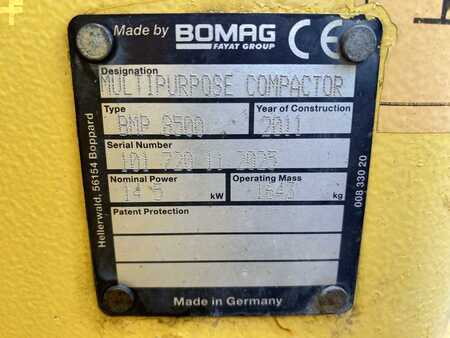 Made by BOMAG
FAYAT GROUP
CE
Designation
MULTIPURPOSE COMPACTOR
Type
Year of Construction
BMP 8500
2011
Serial Number
101 720 11 2025
Nominal Power
Operating Mass
14.5 kW
kg
Patent Protection
Made in Germany
Hellerwald, 56154 Boppard
008 330 20